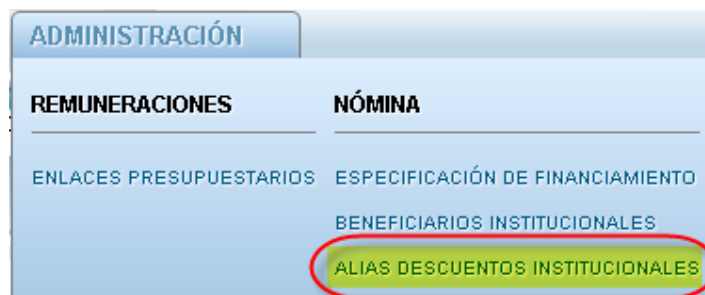 ADMINISTRACIÓN
REMUNERACIONES
NÓMINA
ENLACES PRESUPUESTARIOS
ESPECIFICACIÓN DE FINANCIAMIENTO
BENEFICIARIOS INSTITUCIONALES
ALIAS DESCUENTOS INSTITUCIONALES